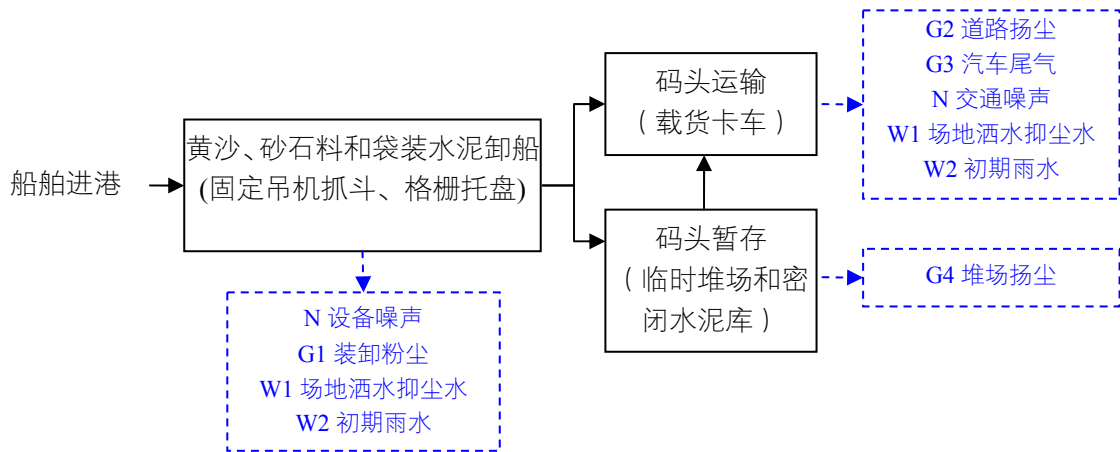 船舶进港
黄沙、砂石料和袋装水泥卸船
(固定吊机抓斗、格栅托盘)
N 设备噪声
G1 装卸粉尘
W1 场地洒水抑尘水
W2 初期雨水
码头运输
（载货卡车）
G2 道路扬尘
G3 汽车尾气
N 交通噪声
W1 场地洒水抑尘水
W2 初期雨水
码头暂存
（临时堆场和密
闭水泥库）
G4 堆场扬尘